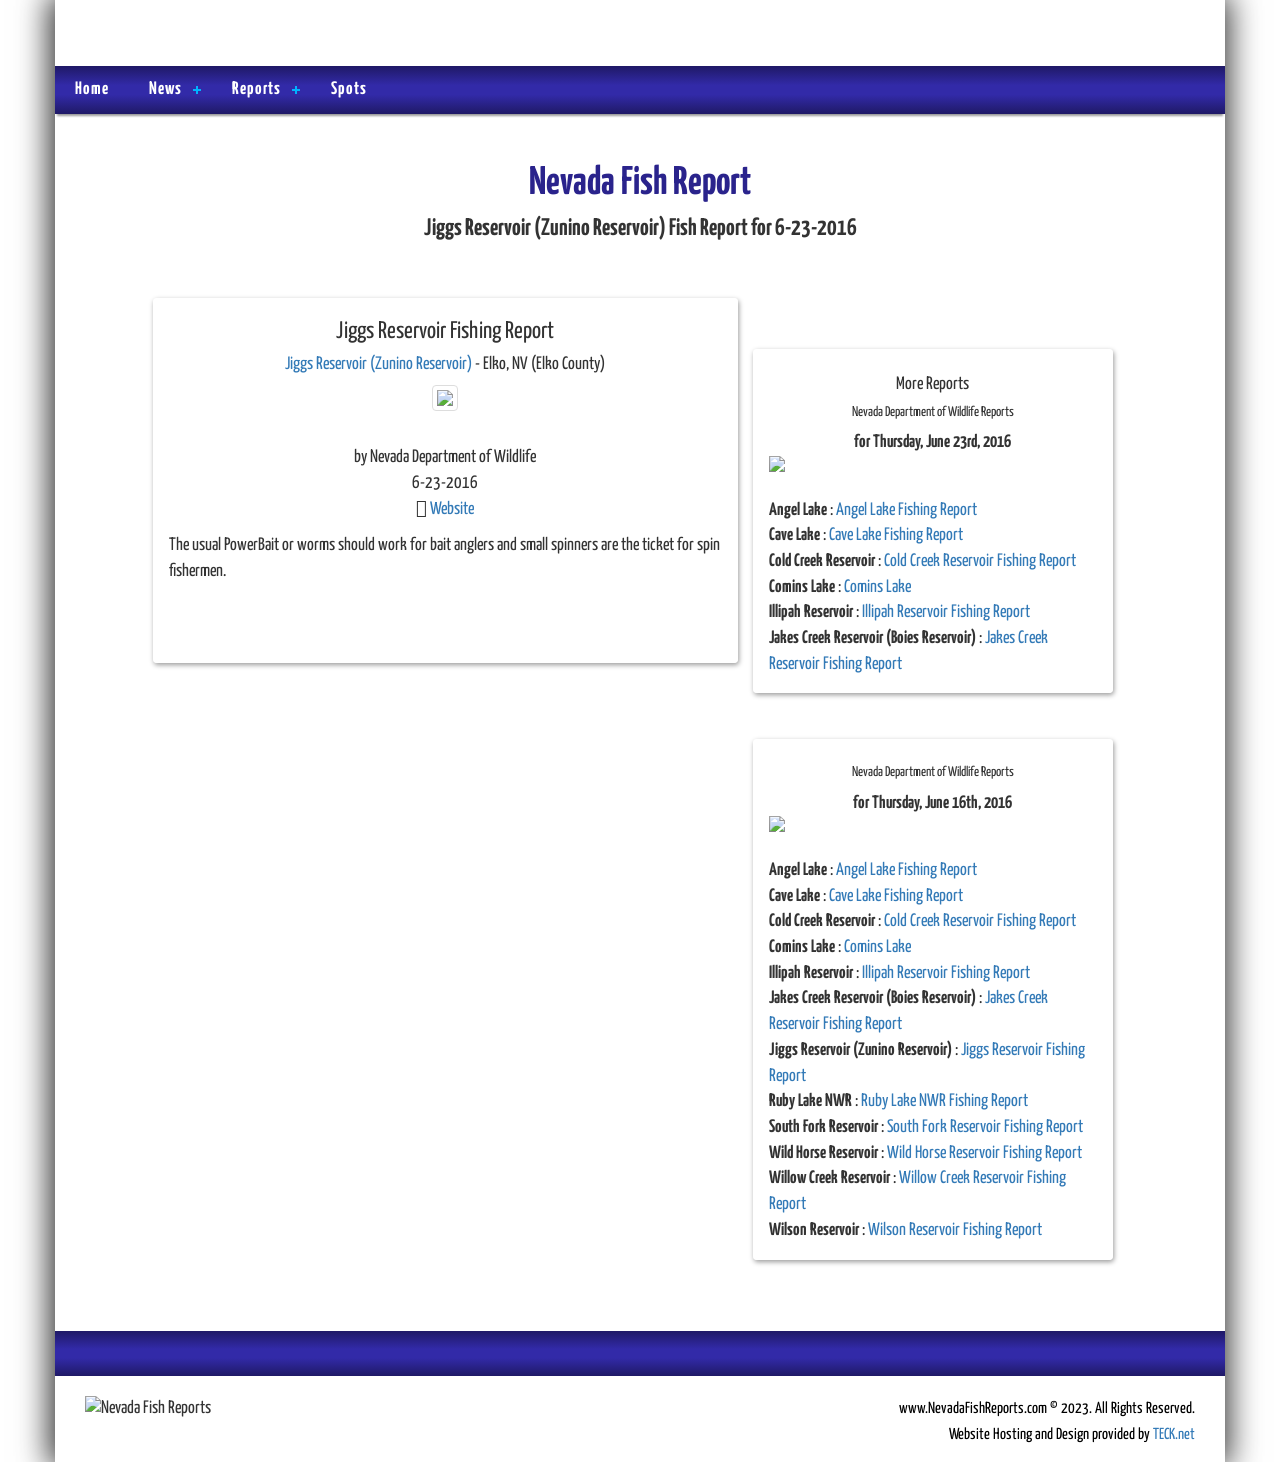 Home News + Reports + Spots
Nevada Fish Report
Jiggs Reservoir (Zunino Reservoir) Fish Report for 6-23-2016
Jiggs Reservoir Fishing Report
Jiggs Reservoir (Zunino Reservoir) - Elko, NV (Elko County)
by Nevada Department of Wildlife
6-23-2016
Website
The usual PowerBait or worms should work for bait anglers and small spinners are the ticket for spin
fishermen.
More Reports
Nevada Department of Wildlife Reports
for Thursday, June 23rd, 2016
Angel Lake : Angel Lake Fishing Report
Cave Lake : Cave Lake Fishing Report
Cold Creek Reservoir : Cold Creek Reservoir Fishing Report
Comins Lake : Comins Lake
Illipah Reservoir : Illipah Reservoir Fishing Report
Jakes Creek Reservoir (Boies Reservoir) : Jakes Creek
Reservoir Fishing Report
Nevada Department of Wildlife Reports
for Thursday, June 16th, 2016
Angel Lake : Angel Lake Fishing Report
Cave Lake : Cave Lake Fishing Report
Cold Creek Reservoir : Cold Creek Reservoir Fishing Report
Comins Lake : Comins Lake
Illipah Reservoir : Illipah Reservoir Fishing Report
Jakes Creek Reservoir (Boies Reservoir) : Jakes Creek
Reservoir Fishing Report
Jiggs Reservoir (Zunino Reservoir) : Jiggs Reservoir Fishing
Report
Ruby Lake NWR : Ruby Lake NWR Fishing Report
South Fork Reservoir : South Fork Reservoir Fishing Report
Wild Horse Reservoir : Wild Horse Reservoir Fishing Report
Willow Creek Reservoir : Willow Creek Reservoir Fishing
Report
Wilson Reservoir : Wilson Reservoir Fishing Report
Nevada Fish Reports
www.NevadaFishReports.com © 2023. All Rights Reserved.
Website Hosting and Design provided by TECK.net